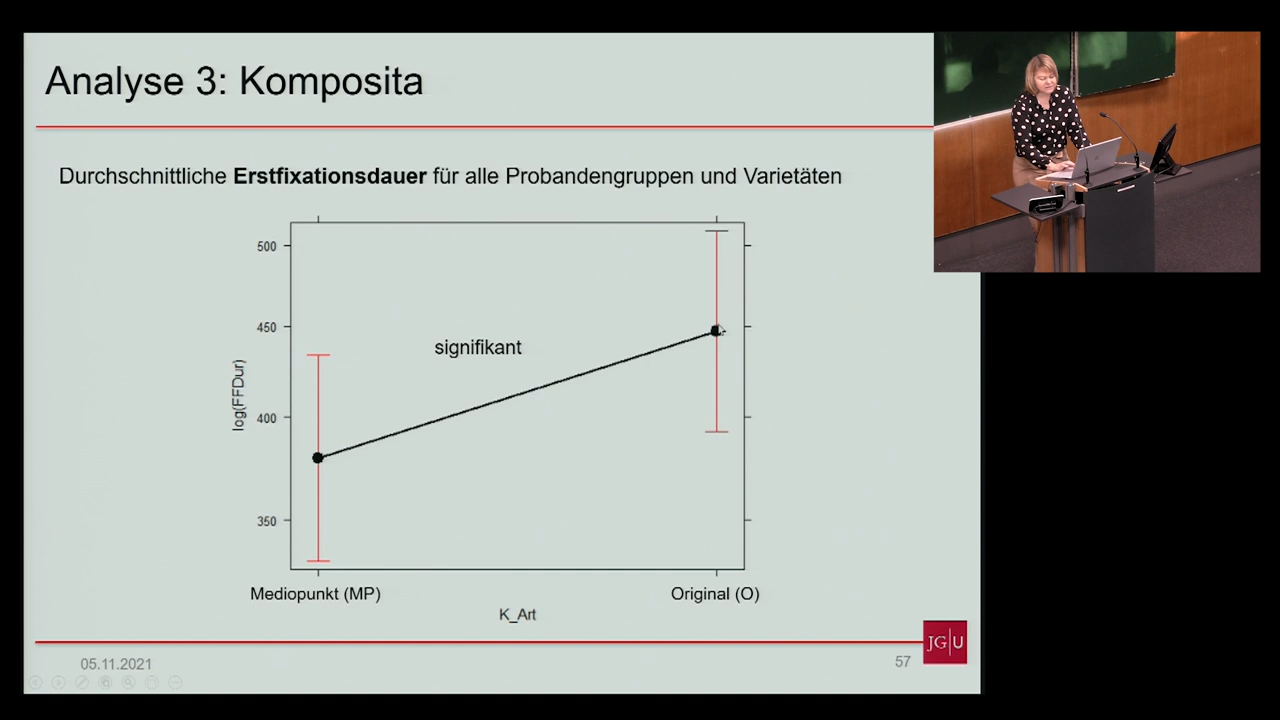 Analyse 3: Komposita
Durchschnittliche Erstfixationsdauer für alle Probandengruppen und Varietäten
500
450
signifikant
log(FFDur)
400
350
Mediopunkt (MP)
Original (O)
K_Art
JG|U
05.11.2021
57